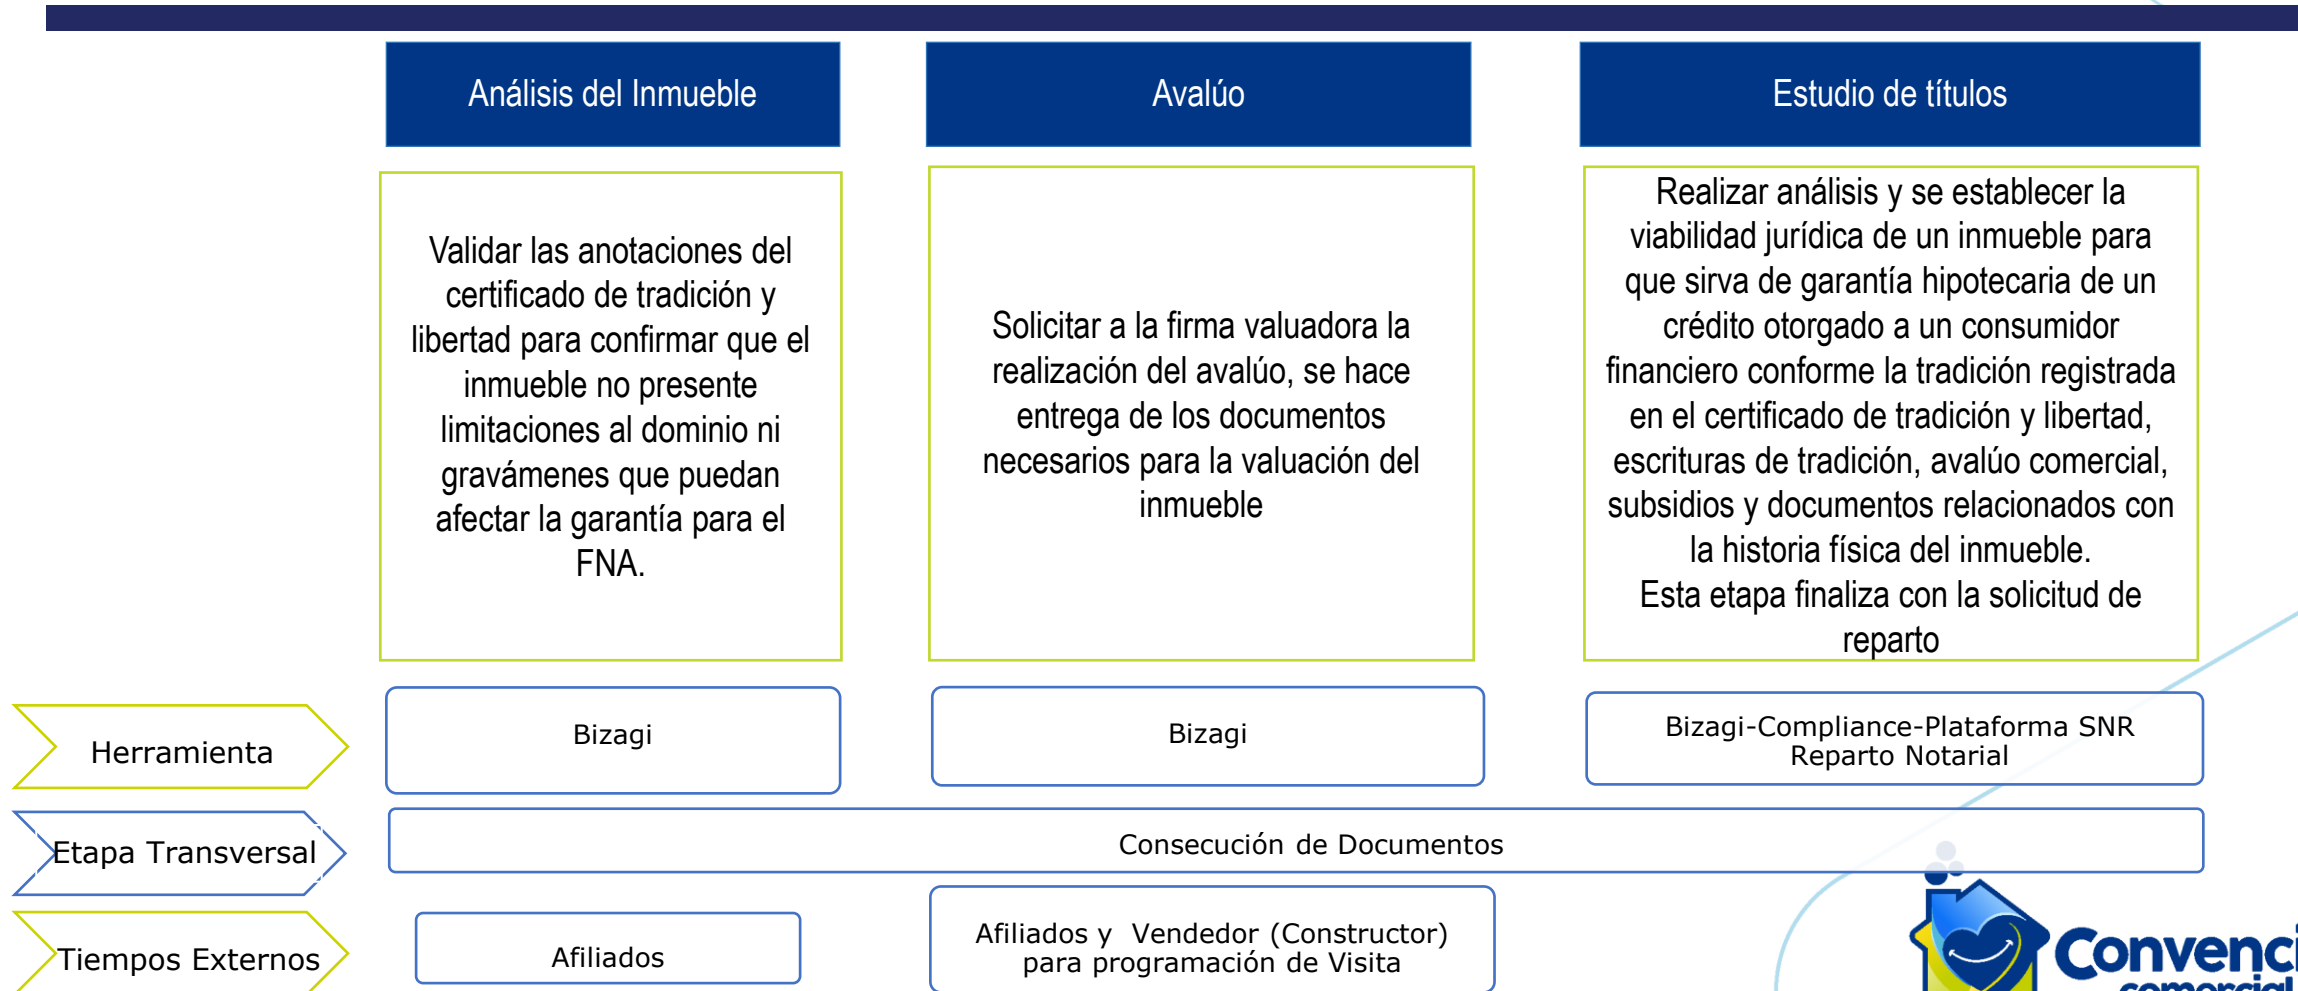 Análisis del Inmueble
Avalúo
Estudio de títulos
Validar las anotaciones del
certificado de tradición y
libertad para confirmar que el
inmueble no presente
limitaciones al dominio ni
gravámenes que puedan
afectar la garantía para el
FNA.
Solicitar a la firma valuadora la
realización del avalúo, se hace
entrega de los documentos
necesarios para la valuación del
inmueble
Realizar análisis y se establecer la
viabilidad jurídica de un inmueble para
que sirva de garantía hipotecaria de un
crédito otorgado a un consumidor
financiero conforme la tradición registrada
en el certificado de tradición y libertad,
escrituras de tradición, avalúo comercial,
subsidios y documentos relacionados con
la historia física del inmueble.
Esta etapa finaliza con la solicitud de
reparto
Herramienta
Bizagi
Bizagi
Bizagi-Compliance-Plataforma SNR
Reparto Notarial
Etapa Transversal
Consecución de Documentos
Tiempos Externos
Afiliados
Afiliados y Vendedor (Constructor)
para programación de Visita
Convenci
comercial